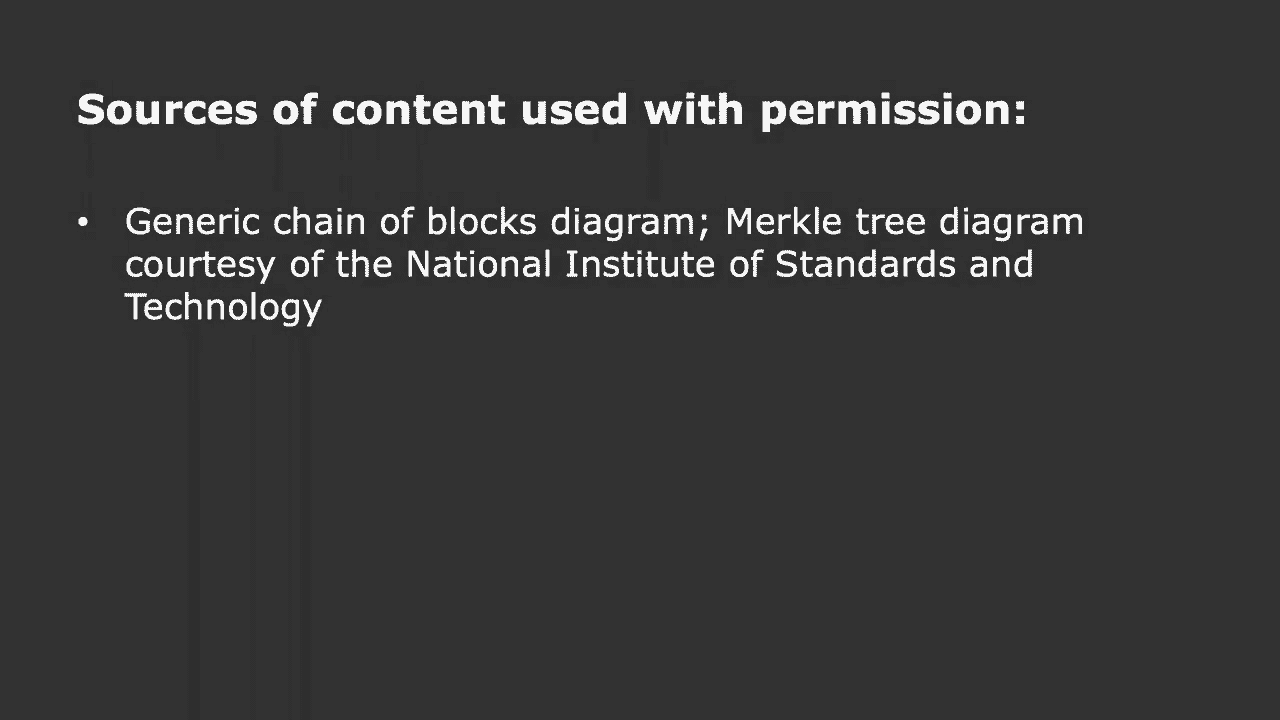 Sources of content used with permission:
• Generic chain of blocks diagram; Merkle tree diagram
courtesy of the National Institute of Standards and
Technology